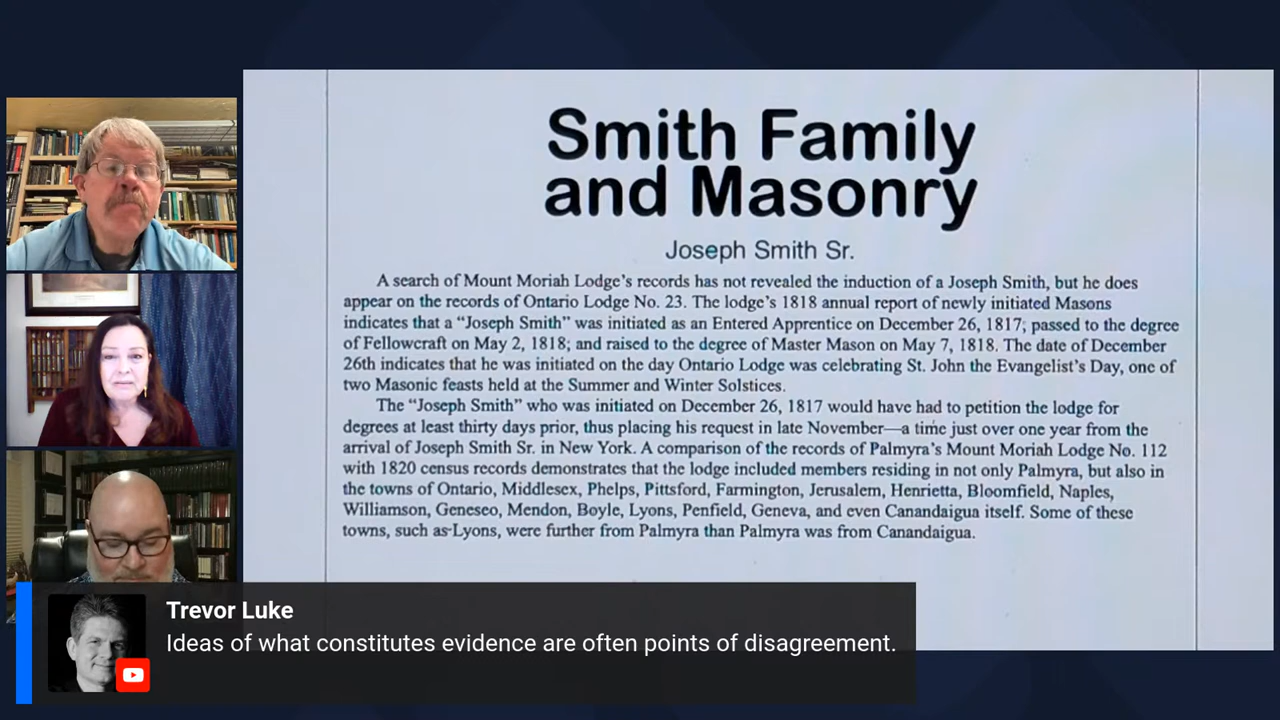 Smith Family
and Masonry
Joseph Smith Sr.
A search of Mount Moriah Lodge's records has not revealed the induction of a Joseph Smith, but he does
appear on the records of Ontario Lodge No. 23. The lodge's 1818 annual report of newly initiated Masons
indicates that a “Joseph Smith” was initiated as an Entered Apprentice on December 26, 1817; passed to the degree
of Fellowcraft on May 2, 1818; and raised to the degree of Master Mason on May 7, 1818. The date of December
26th indicates that he was initiated on the day Ontario Lodge was celebrating St. John the Evangelist's Day, one of
two Masonic feasts held at the Summer and Winter Solstices.
The “Joseph Smith” who was initiated on December 26, 1817 would have had to petition the lodge for
degrees at least thirty days prior, thus placing his request in late November—a time just over one year from the
arrival of Joseph Smith Sr. in New York. A comparison of the records of Palmyra's Mount Moriah Lodge No. 112
with 1820 census records demonstrates that the lodge included members residing in not only Palmyra, but also in
the towns of Ontario, Middlesex, Phelps, Pittsford, Farmington, Jerusalem, Henrietta, Bloomfield, Naples,
Williamson, Geneseo, Mendon, Boyle, Lyons, Penfield, Geneva, and even Canandaigua itself. Some of these
towns, such as Lyons, were further from Palmyra than Palmyra was from Canandaigua.
Trevor Luke
Ideas of what constitutes evidence are often points of disagreement.